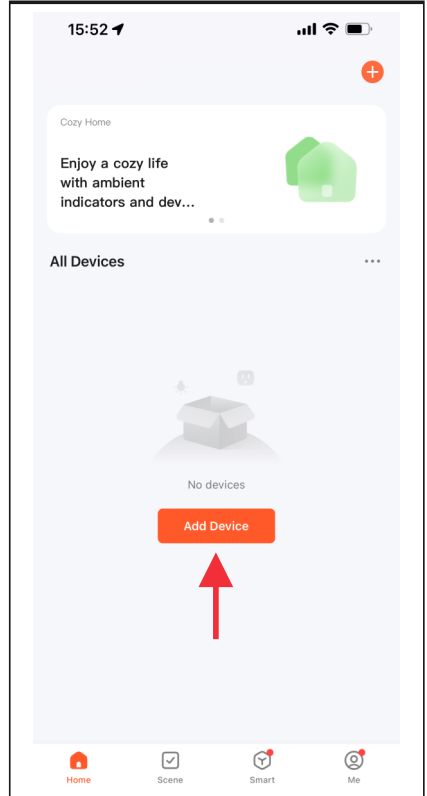 15:52
Cozy Home
Enjoy a cozy life
with ambient
indicators and dev...
All Devices
No devices
Add Device
Home Scene Smart Me